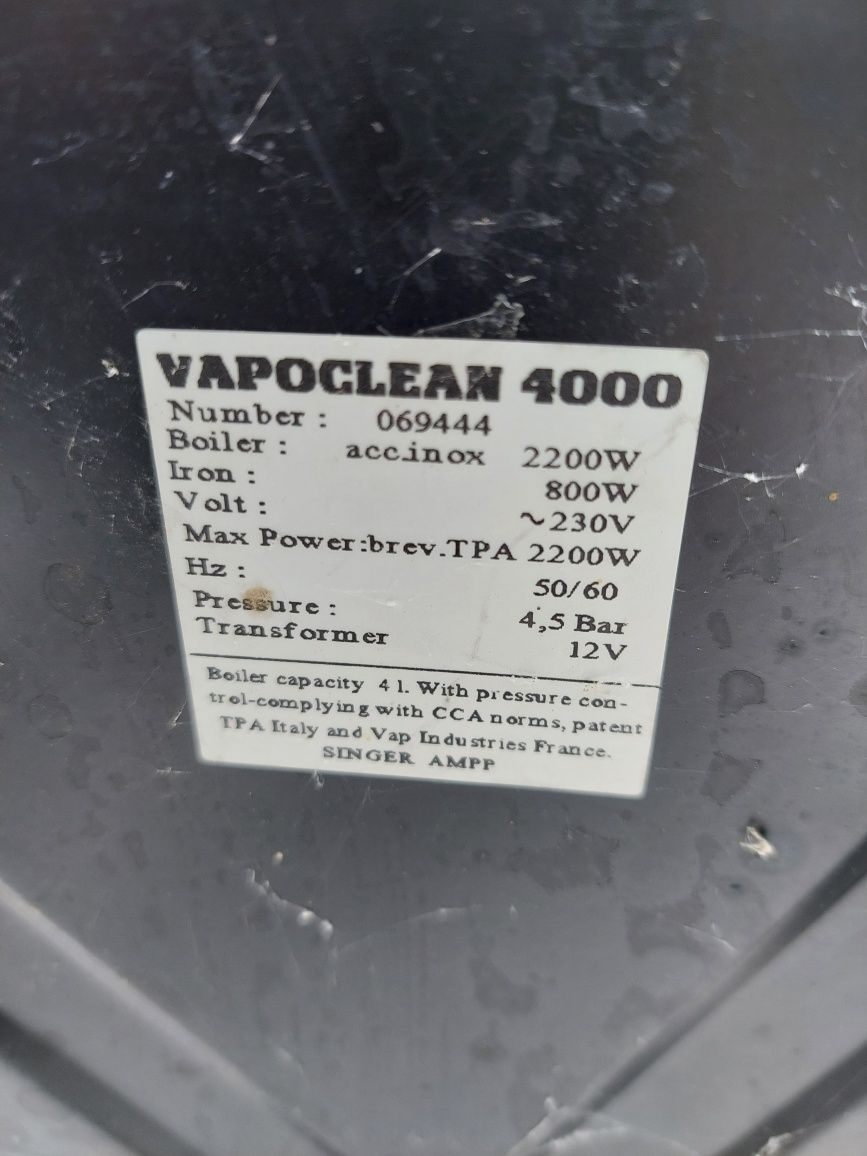 VAPOCLEAN 4000
Number : 069444
Boiler : acc.inox 2200W
Iron : 800W
Volt : ~230V
Max Power:brev.TPA 2200W
Hz : 50/60
Pressure : 4,5 Bar
Transformer 12V
Boiler capacity 4 l. With pressure con-
trol-complying with CCA norms, patent
TPA Italy and Vap Industries France.
SINGER AMPP